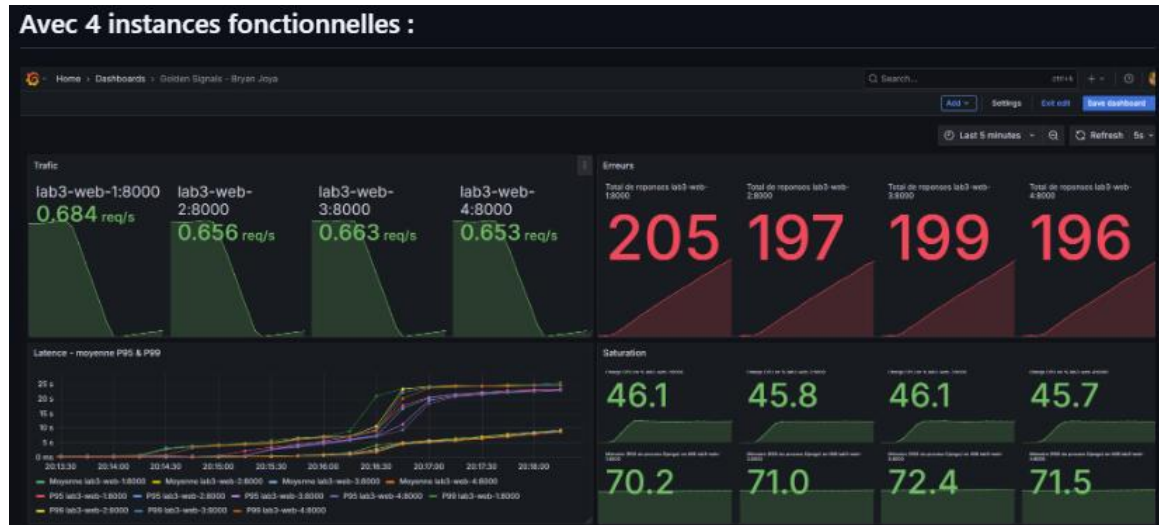 Avec 4 instances fonctionnelles :
Home › Dashboards › Golden Signals - Bryan Joya
Search...
ctrl+k
Add
Settings
Exit edit
Save dashboard
Last 5 minutes
Refresh
5s
Trafic
lab3-web-1:8000
0.684 req/s
lab3-web-
2:8000
0.656 req/s
lab3-web-
3:8000
0.663 req/s
lab3-web-
4:8000
0.653 req/s
Erreurs
Total de reponses lab3-web-
1:8000
205
Total de reponses lab3-web-
2:8000
197
Total de reponses lab3-web-
3:8000
199
Total de reponses lab3-web-
4:8000
196
Latence - moyenne P95 & P99
25 s
20 s
15 s
10 s
5 s
0 ms
20:13:30 20:14:00 20:14:30 20:15:00 20:15:30 20:16:00 20:16:30 20:17:00 20:17:30 20:18:00
Moyenne lab3-web-1:8000 Moyenne lab3-web-2:8000 Moyenne lab3-web-3:8000 Moyenne lab3-web-4:8000
P95 lab3-web-1:8000 P95 lab3-web-2:8000 P95 lab3-web-3:8000 P95 lab3-web-4:8000 P99 lab3-web-1:8000
P99 lab3-web-2:8000 P99 lab3-web-3:8000 P99 lab3-web-4:8000
Saturation
46.1
45.8
46.1
45.7
70.2
71.0
72.4
71.5